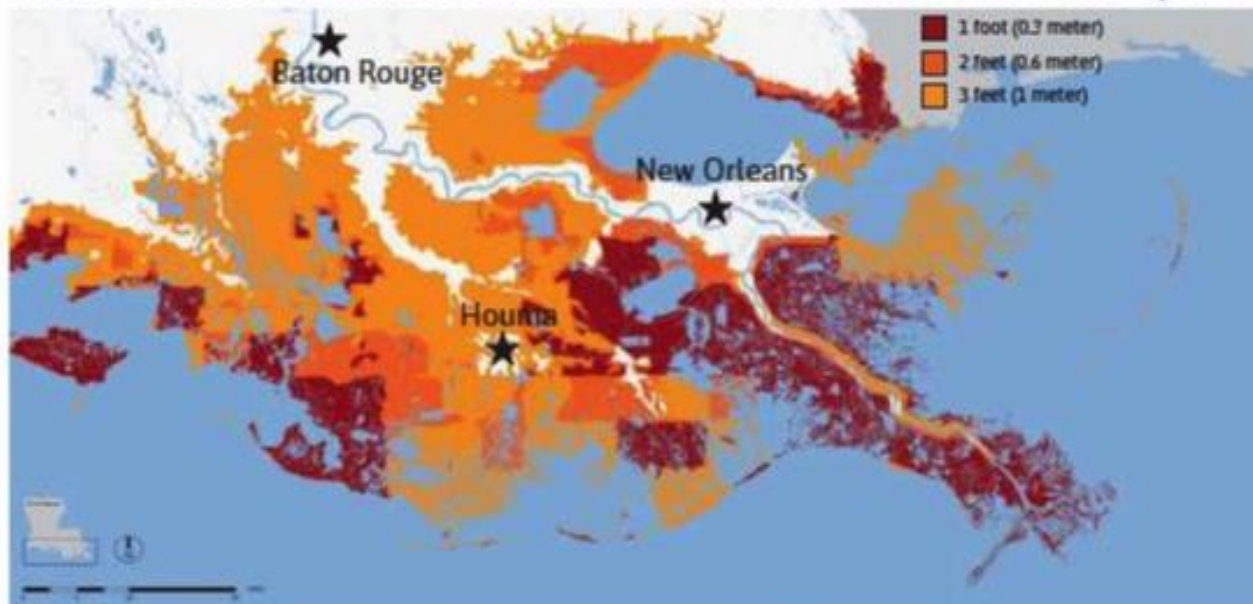 1 foot (0.3 meter)
2 feet (0.6 meter)
3 feet (1 meter)
Baton Rouge
New Orleans
Houma